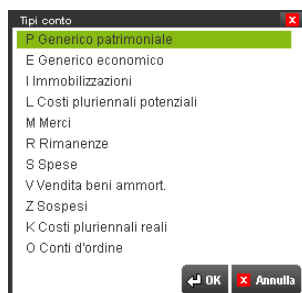 Tipi conto
P Generico patrimoniale
E Generico economico
I Immobilizzazioni
L Costi pluriennali potenziali
M Merci
R Rimanenze
S Spese
V Vendita beni ammort.
Z Sospesi
K Costi pluriennali reali
O Conti d'ordine
OK X Annulla